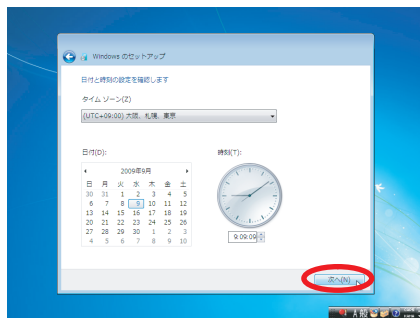 Windows のセットアップ
日付と時刻の設定を確認します
タイム ゾーン(Z)
(UTC+09:00) 大阪、札幌、東京
日付(D):
時刻(T):
2009年9月
日 月 火 水 木 金 土
30 31 1 2 3 4 5
6 7 8 9 10 11 12
13 14 15 16 17 18 19
20 21 22 23 24 25 26
27 28 29 30 1 2 3
4 5 6 7 8 9 10
9:09:09
次へ(N)
A 般